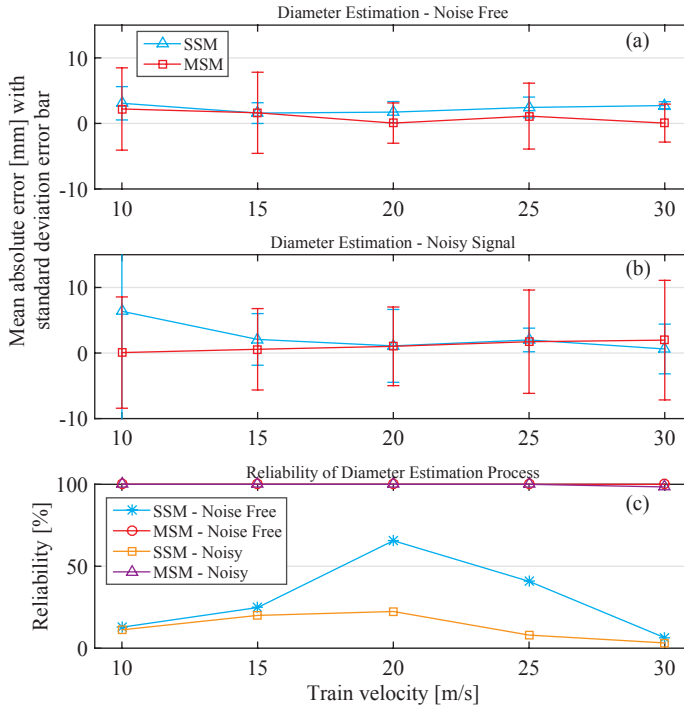 Diameter Estimation - Noise Free
(a)
SSM
MSM
10
0
-10
10
15
20
25
30
Mean absolute error [mm] with
standard deviation error bar
Diameter Estimation - Noisy Signal
(b)
10
0
-10
10
15
20
25
30
Reliability of Diameter Estimation Process
(c)
100
50
0
SSM - Noise Free
MSM - Noise Free
SSM - Noisy
MSM - Noisy
Reliability [%]
10
15
20
25
30
Train velocity [m/s]